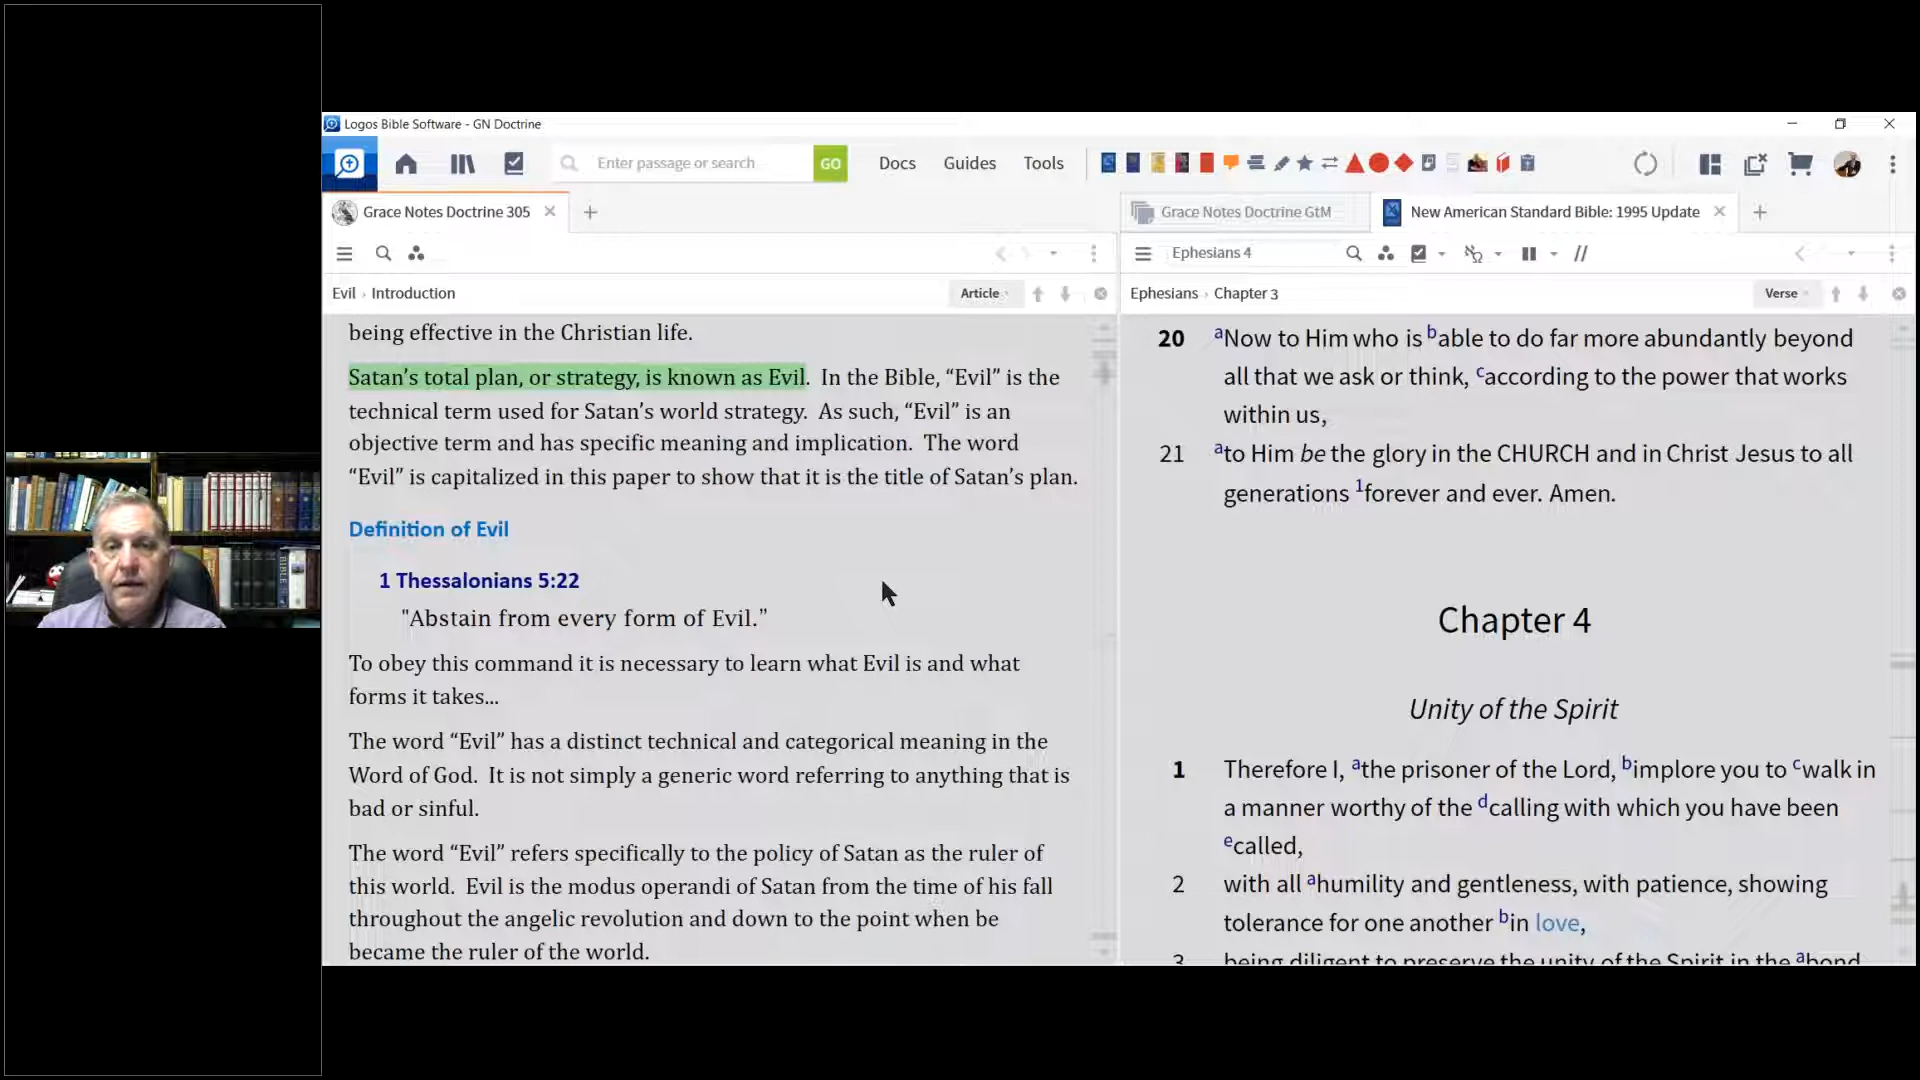 Logos Bible Software - GN Doctrine
Enter passage or search
GO
Docs
Guides
Tools
Grace Notes Doctrine 305
Grace Notes Doctrine GtM
New American Standard Bible: 1995 Update
Ephesians 4
Evil › Introduction
Article
Ephesians › Chapter 3
Verse
being effective in the Christian life.
Satan’s total plan, or strategy, is known as Evil. In the Bible, “Evil” is the
technical term used for Satan’s world strategy. As such, “Evil” is an
objective term and has specific meaning and implication. The word
“Evil” is capitalized in this paper to show that it is the title of Satan’s plan.
Definition of Evil
1 Thessalonians 5:22
"Abstain from every form of Evil."
To obey this command it is necessary to learn what Evil is and what
forms it takes...
The word “Evil” has a distinct technical and categorical meaning in the
Word of God. It is not simply a generic word referring to anything that is
bad or sinful.
The word “Evil” refers specifically to the policy of Satan as the ruler of
this world. Evil is the modus operandi of Satan from the time of his fall
throughout the angelic revolution and down to the point when be
became the ruler of the world.
20 aNow to Him who is bable to do far more abundantly beyond
all that we ask or think, caccording to the power that works
within us,
21 ato Him be the glory in the CHURCH and in Christ Jesus to all
generations 1forever and ever. Amen.
Chapter 4
Unity of the Spirit
1 Therefore I, athe prisoner of the Lord, bimplore you to cwalk in
a manner worthy of the dcalling with which you have been
ecalled,
2 with all ahumility and gentleness, with patience, showing
tolerance for one another bin love,
3 being diligent to preserve the unity of the Spirit in the abond
BIBLE